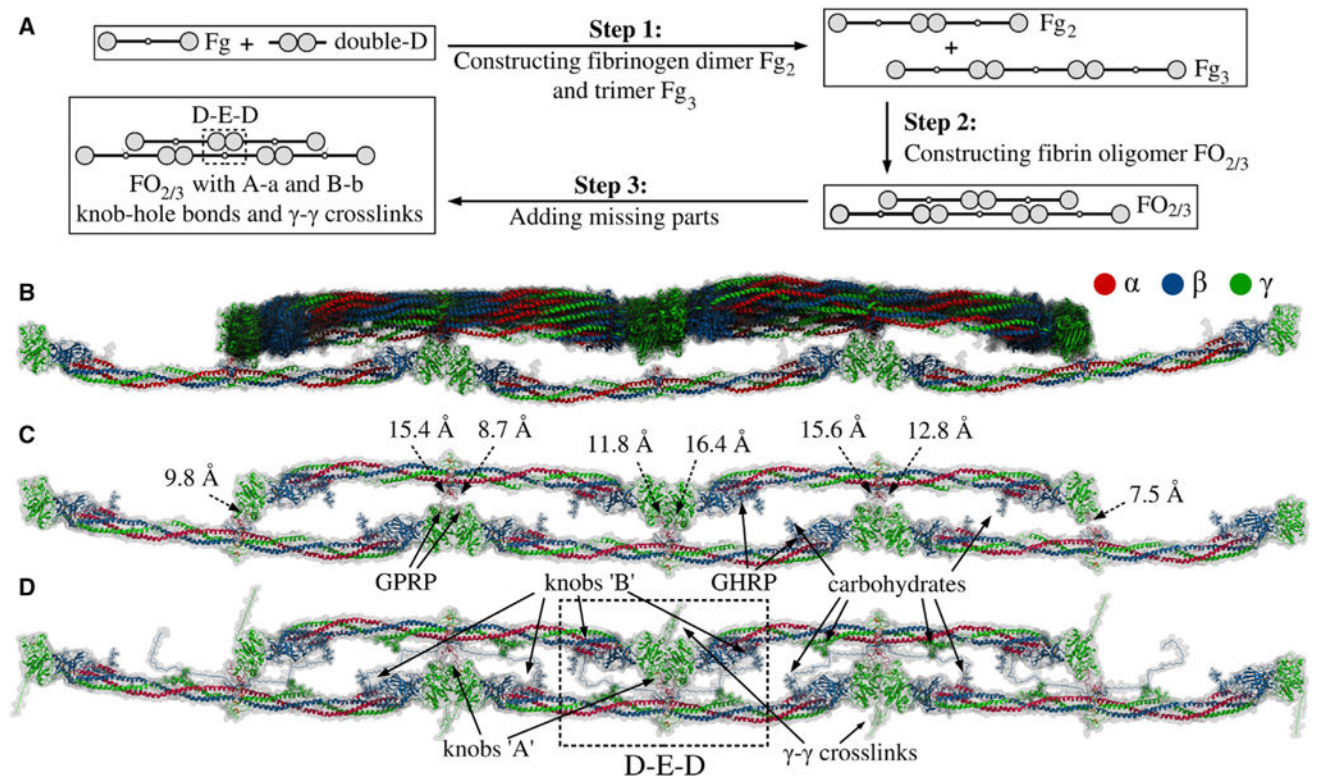 A
Fg + double-D
Step 1:
Constructing fibrinogen dimer Fg2
and trimer Fg3
Fg2
+
Fg3
Step 2:
Constructing fibrin oligomer FO2/3
FO2/3
Step 3:
Adding missing parts
D-E-D
FO2/3 with A-a and B-b
knob-hole bonds and γ-γ crosslinks
B
α β γ
C
9.8 Å
15.4 Å 8.7 Å
11.8 Å 16.4 Å
15.6 Å 12.8 Å
7.5 Å
GPRP
GHRP
carbohydrates
D
knobs 'B'
knobs 'A'
γ-γ crosslinks
D-E-D